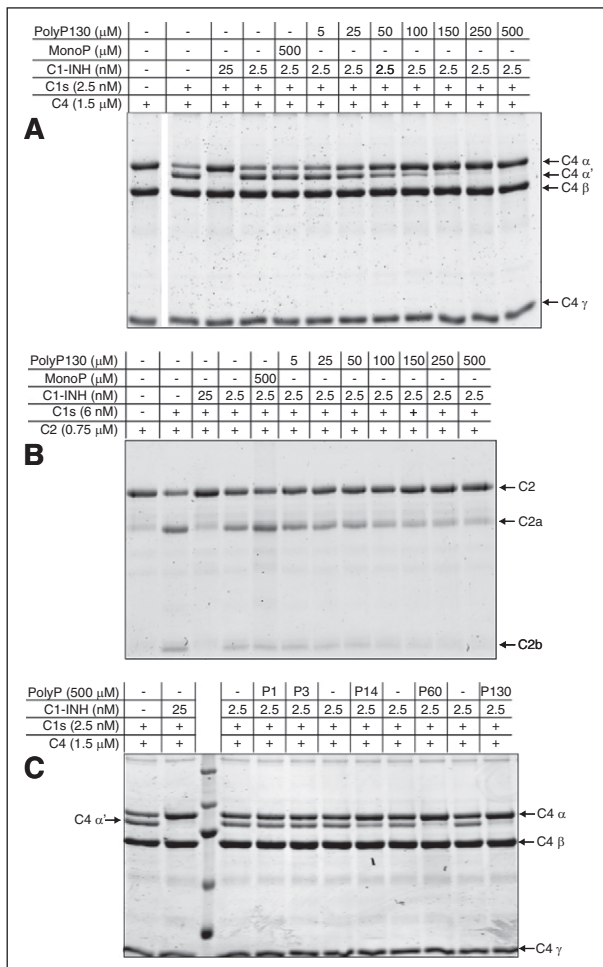 PolyP130 (μM) - - - - - 5 25 50 100 150 250 500
MonoP (μM) - - - - 500 - - - - - - -
C1-INH (nM) - - 25 2.5 2.5 2.5 2.5 2.5 2.5 2.5 2.5 2.5
C1s (2.5 nM) - + + + + + + + + + + +
C4 (1.5 μM) + + + + + + + + + + + +
A
C4 α
C4 α'
C4 β
C4 γ
PolyP130 (μM) - - - - - 5 25 50 100 150 250 500
MonoP (μM) - - - - 500 - - - - - - -
C1-INH (nM) - - 25 2.5 2.5 2.5 2.5 2.5 2.5 2.5 2.5 2.5
C1s (6 nM) - + + + + + + + + + + +
C2 (0.75 μM) + + + + + + + + + + + +
B
C2
C2a
C2b
PolyP (500 μM) - - - P1 P3 - P14 - P60 - P130
C1-INH (nM) - 25 2.5 2.5 2.5 2.5 2.5 2.5 2.5 2.5 2.5
C1s (2.5 nM) + + + + + + + + + + +
C4 (1.5 μM) + + + + + + + + + + +
C
C4 α'
C4 α
C4 β
C4 γ